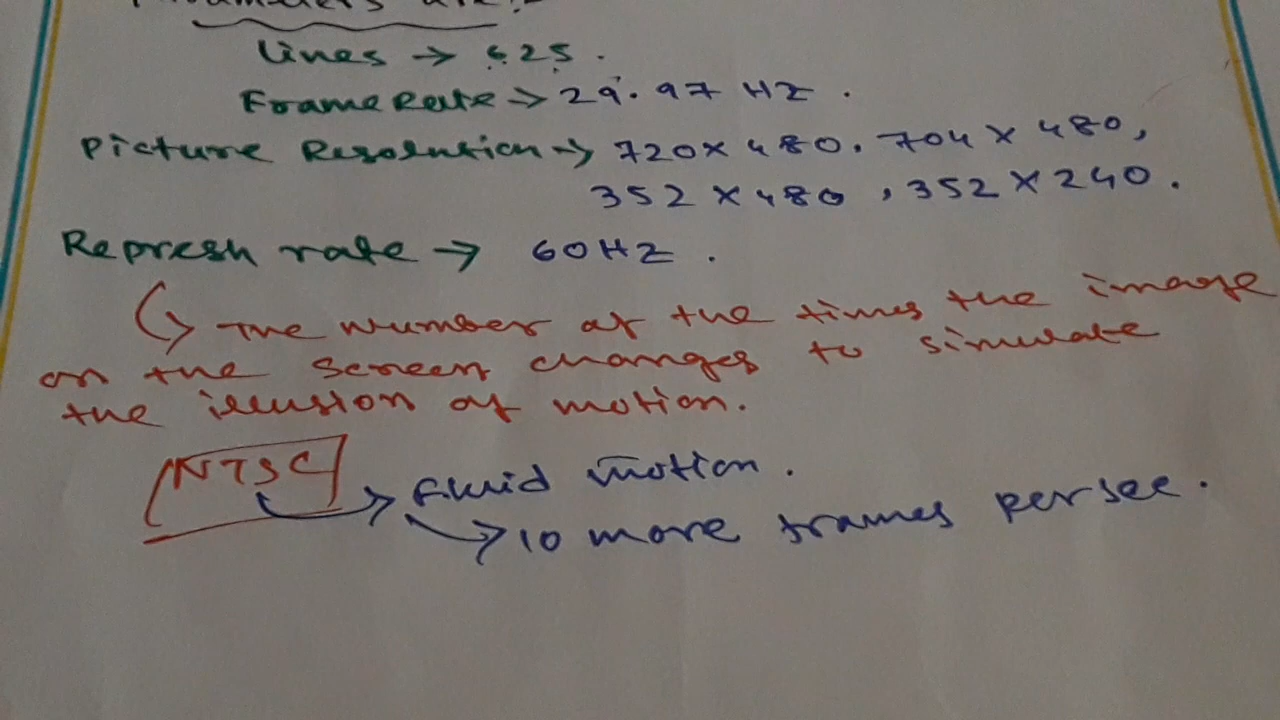 Parameters are:-
lines → 625.
Frame Rate → 29.97 HZ.
Picture Resolution → 720 × 480. 704 × 480,
352 × 480, 352 × 240.
Represh rate → 60HZ.
↳ The number of the times the image
on the screen changes to simulate
the illusion of motion.
NTSC → fluid motion.
→ 10 more frames per sec.